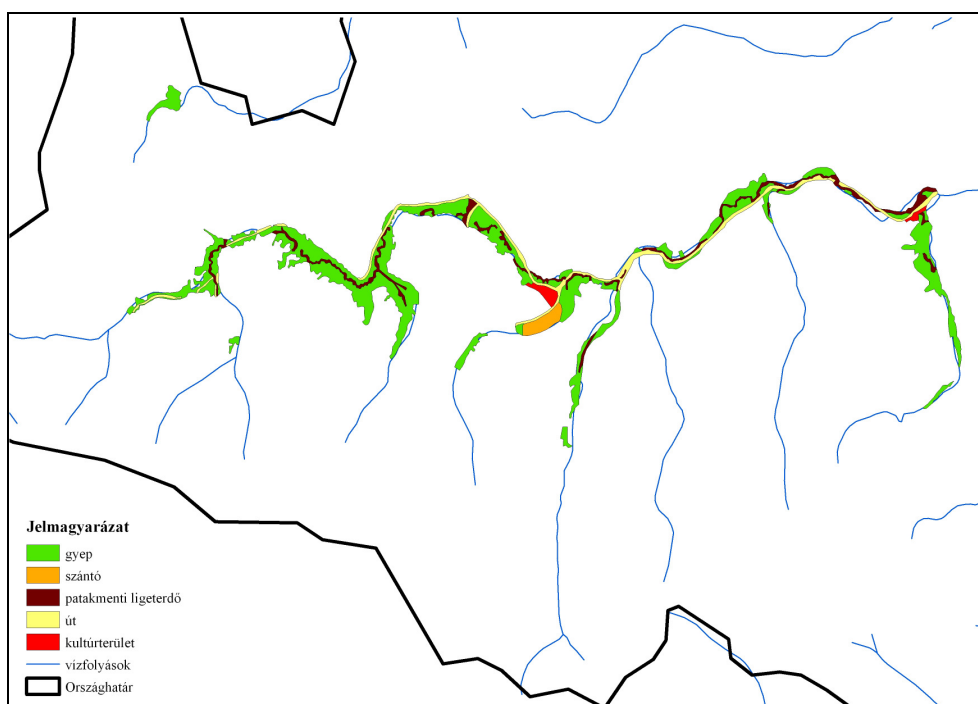 Jelmagyarázat
gyep
szántó
patakmenti ligeterdő
út
kultúrterület
vízfolyások
Országhatár